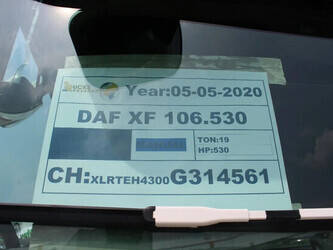 Year:05-05-2020
DAF XF 106.530
TON:19
HP:530
CH:XLRTEH4300G314561